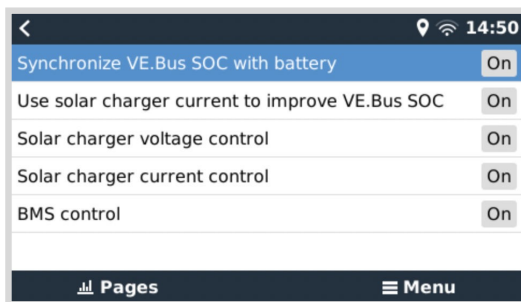 14:50
Synchronize VE.Bus SOC with battery On
Use solar charger current to improve VE.Bus SOC On
Solar charger voltage control On
Solar charger current control On
BMS control On
Pages Menu